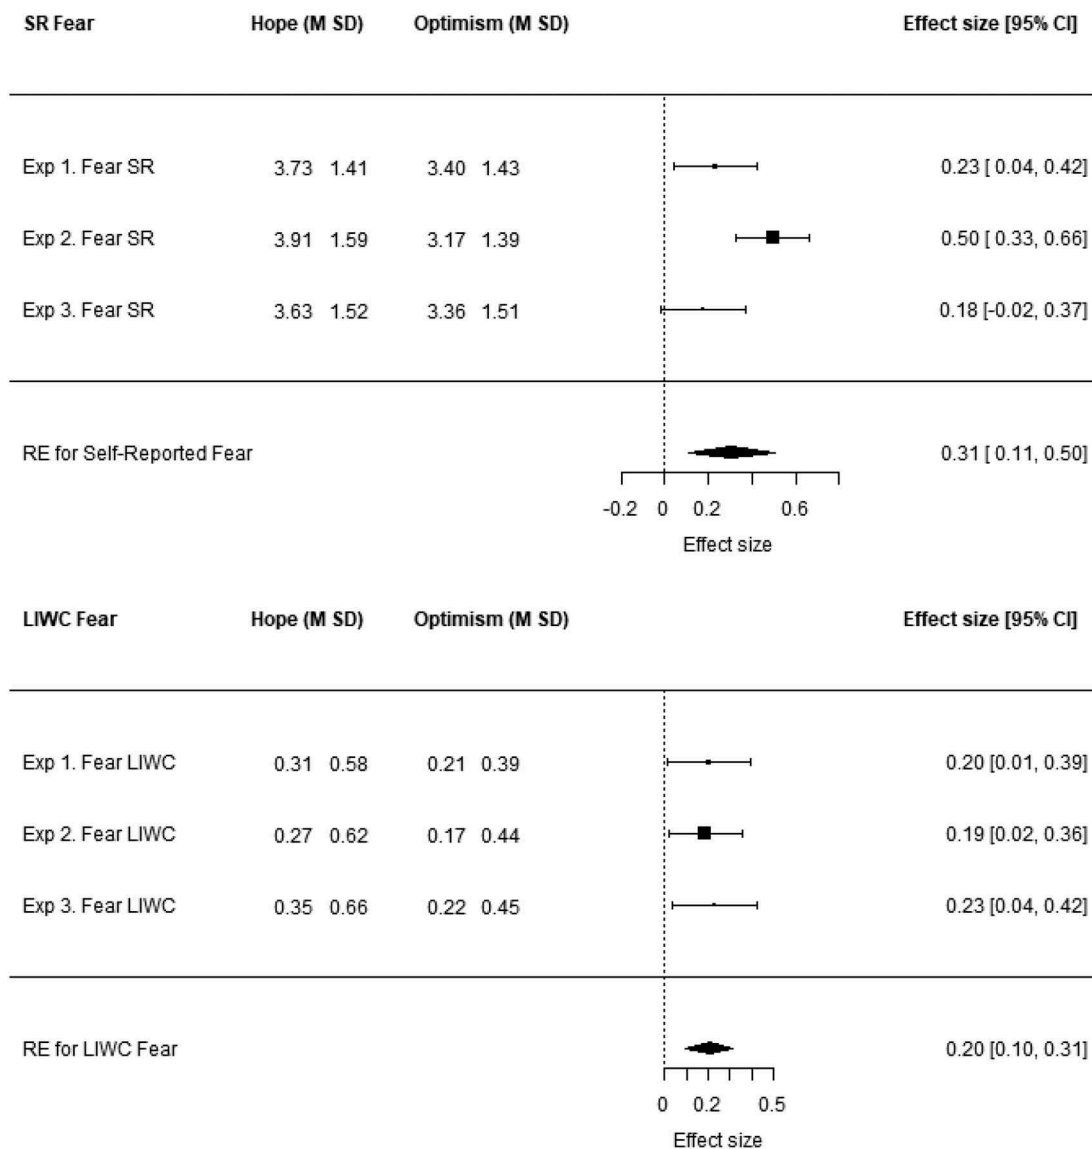 SR Fear Hope (M SD) Optimism (M SD) Effect size [95% CI]
Exp 1. Fear SR 3.73 1.41 3.40 1.43 0.23 [ 0.04, 0.42]
Exp 2. Fear SR 3.91 1.59 3.17 1.39 0.50 [ 0.33, 0.66]
Exp 3. Fear SR 3.63 1.52 3.36 1.51 0.18 [-0.02, 0.37]
RE for Self-Reported Fear 0.31 [ 0.11, 0.50]
-0.2 0 0.2 0.6
Effect size
LIWC Fear Hope (M SD) Optimism (M SD) Effect size [95% CI]
Exp 1. Fear LIWC 0.31 0.58 0.21 0.39 0.20 [0.01, 0.39]
Exp 2. Fear LIWC 0.27 0.62 0.17 0.44 0.19 [0.02, 0.36]
Exp 3. Fear LIWC 0.35 0.66 0.22 0.45 0.23 [0.04, 0.42]
RE for LIWC Fear 0.20 [0.10, 0.31]
0 0.2 0.5
Effect size